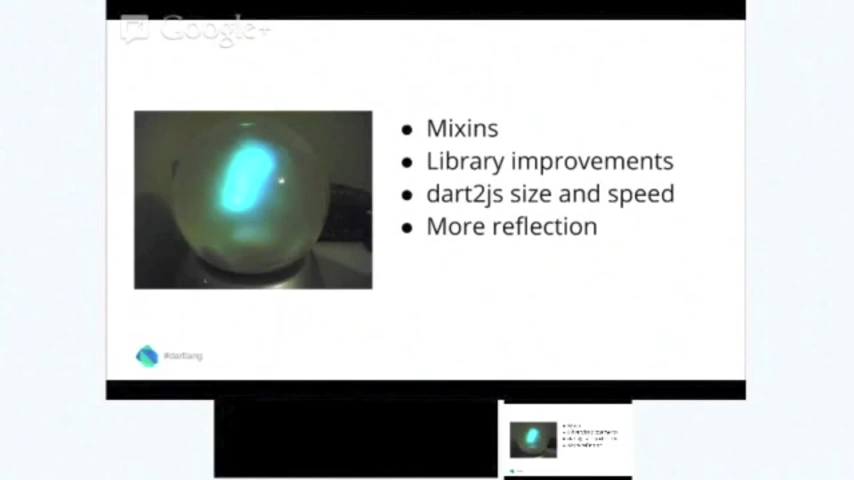 Google+
● Mixins
● Library improvements
● dart2js size and speed
● More reflection
#dartlang